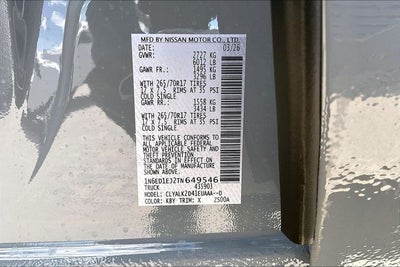 MFD BY NISSAN MOTOR CO., LTD.
DATE: 03/26
GVWR: 2727 KG
6012 LB
GAWR FR.: 1495 KG
3296 LB
WITH 265/70R17 TIRES
17 X 7.5 RIMS AT 35 PSI
COLD SINGLE
GAWR RR.: 1558 KG
3434 LB
WITH 265/70R17 TIRES
17 X 7.5 RIMS AT 35 PSI
COLD SINGLE
THIS VEHICLE CONFORMS TO
ALL APPLICABLE FEDERAL
MOTOR VEHICLE SAFETY AND
THEFT PREVENTION
STANDARDS IN EFFECT ON THE
DATE OF MANUFACTURE SHOWN
ABOVE.
1N6ED1EJ2TN649546
TRUCK 435903
MODEL: CLYALKZD41EUAAA--D
COLOR: KBY TRIM: X Z500A